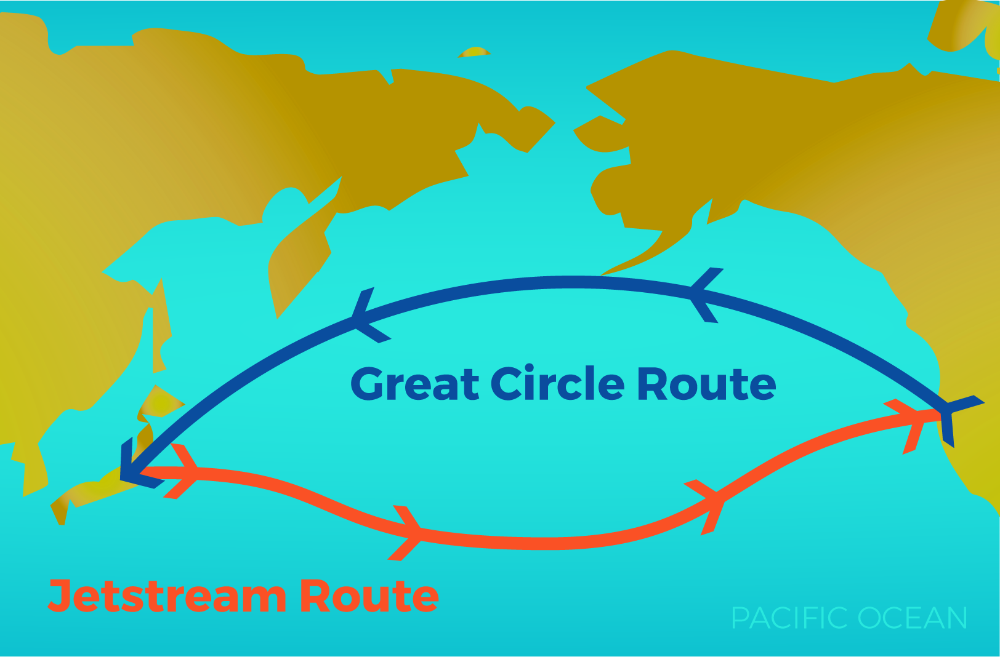 Great Circle Route
Jetstream Route
PACIFIC OCEAN